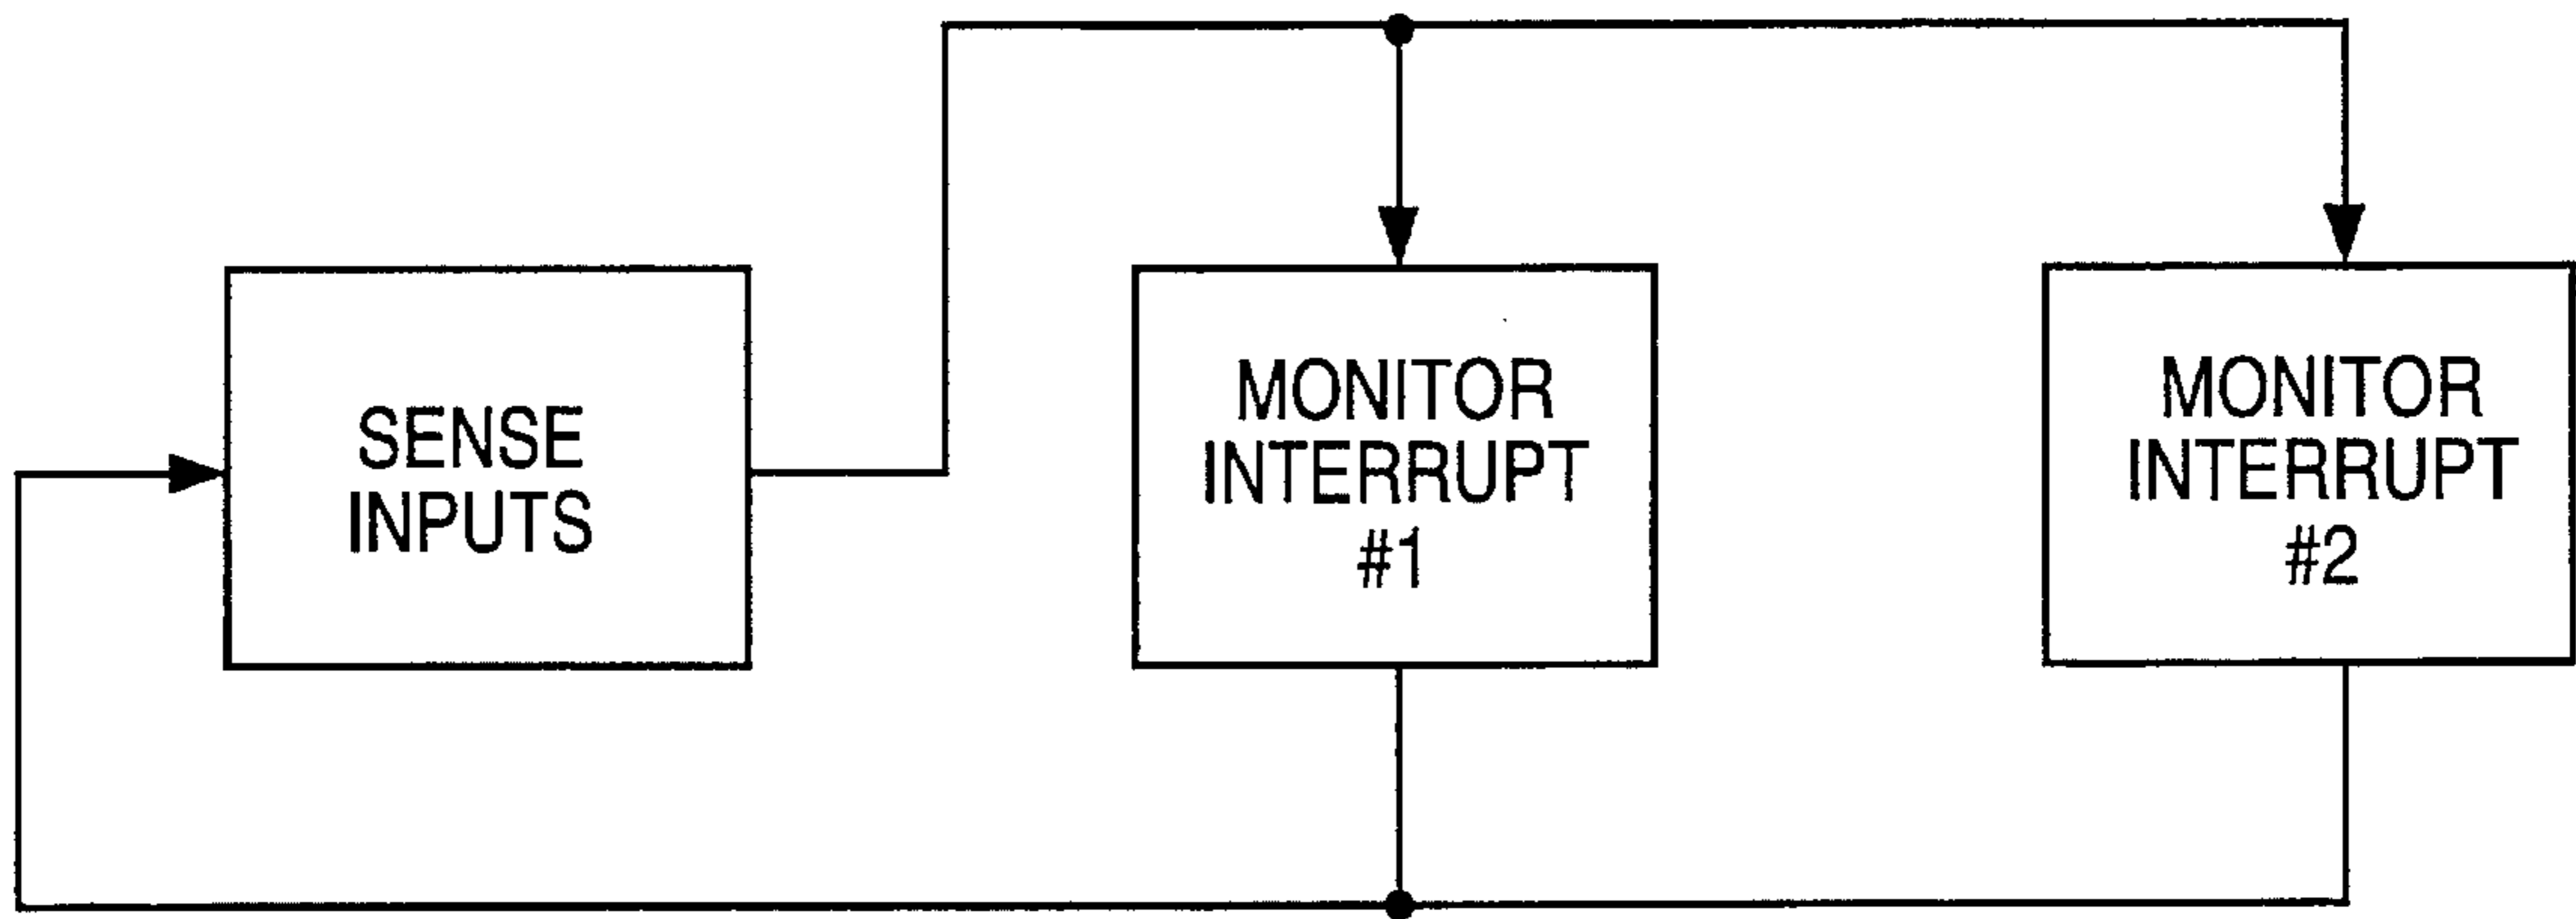 SENSE
INPUTS
MONITOR
INTERRUPT
#1
MONITOR
INTERRUPT
#2